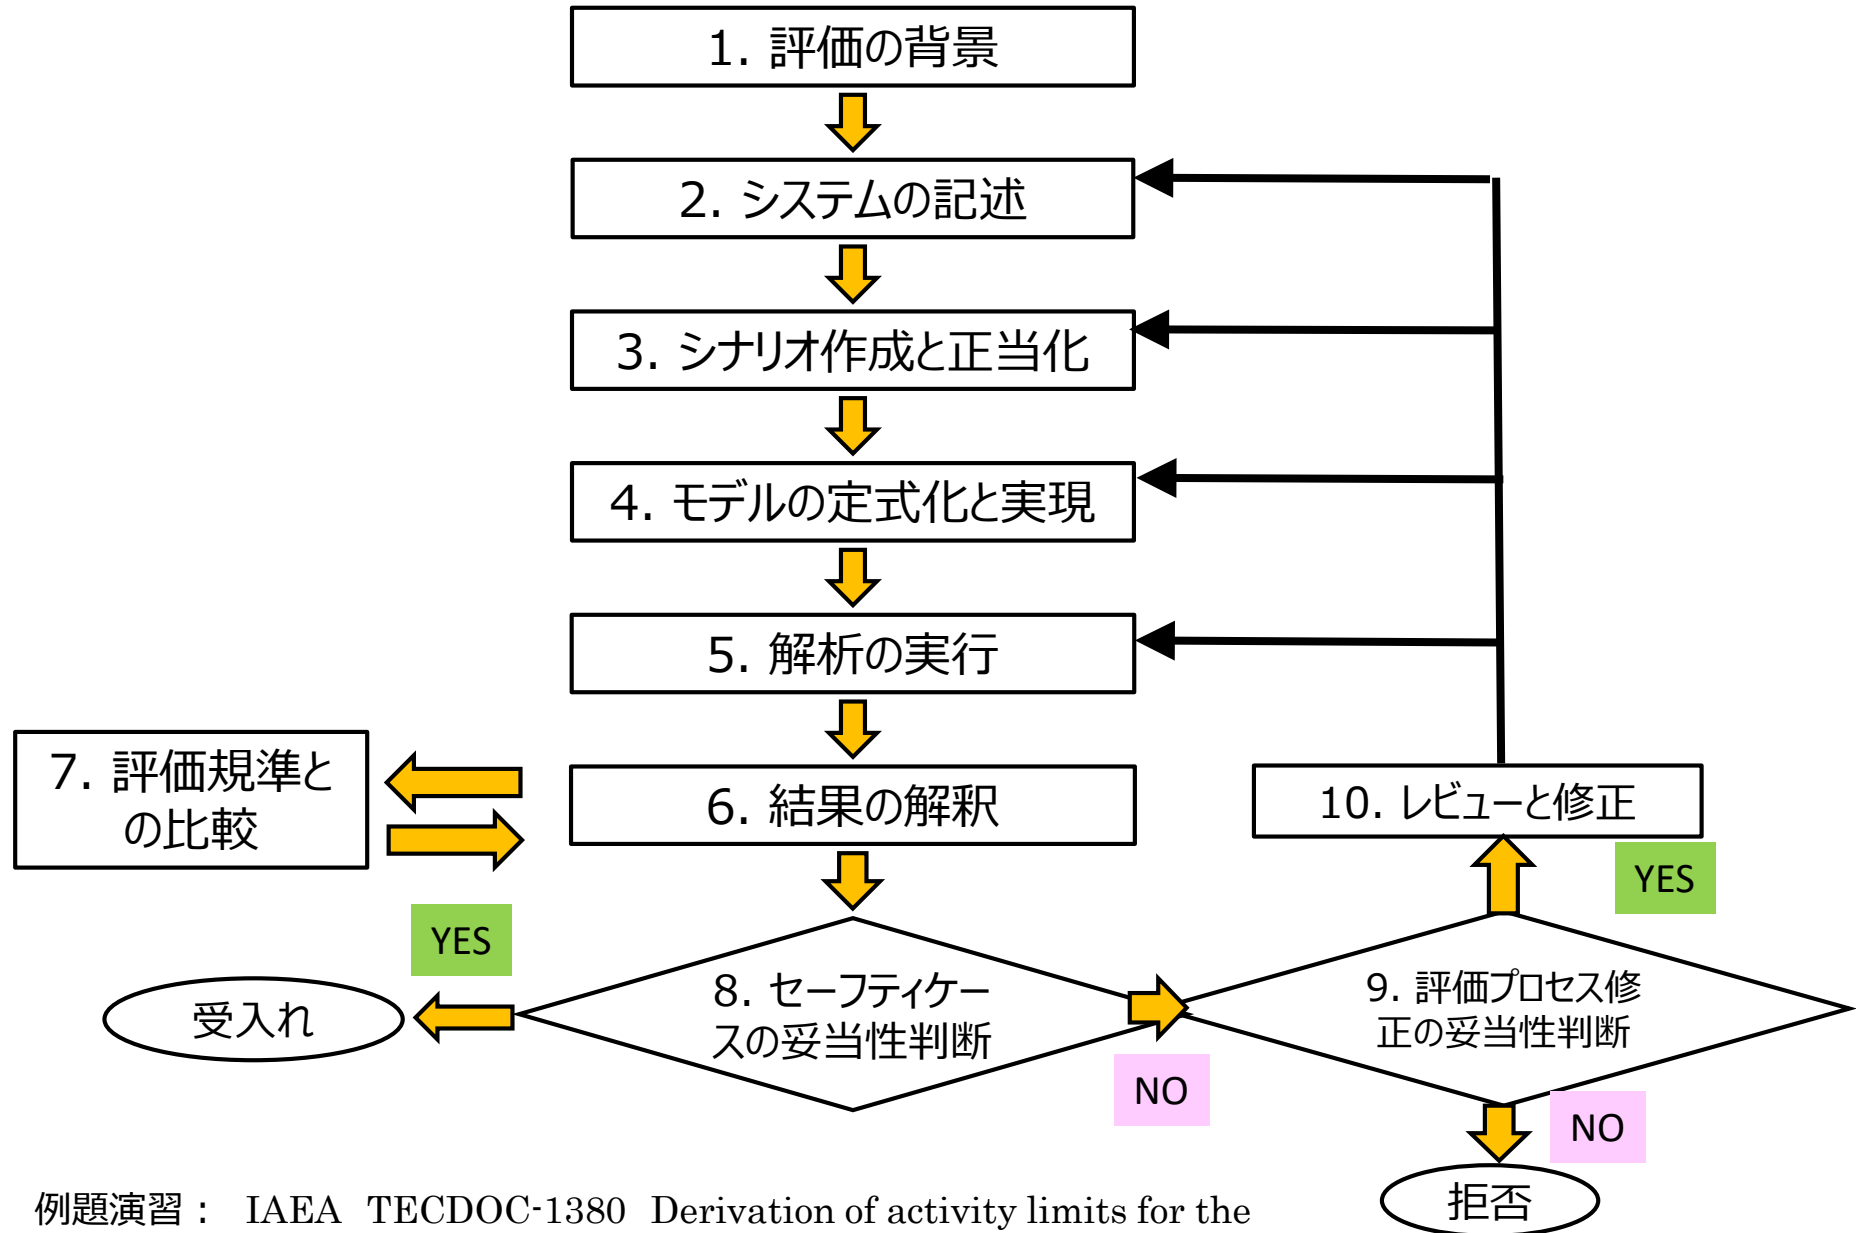 1. 評価の背景
2. システムの記述
3. シナリオ作成と正当化
4. モデルの定式化と実現
5. 解析の実行
7. 評価規準と
の比較
6. 結果の解釈
10. レビューと修正
YES
YES
8. セーフティケー
スの妥当性判断
9. 評価プロセス修
正の妥当性判断
受入れ
NO
NO
拒否
例題演習： IAEA TECDOC-1380 Derivation of activity limits for the